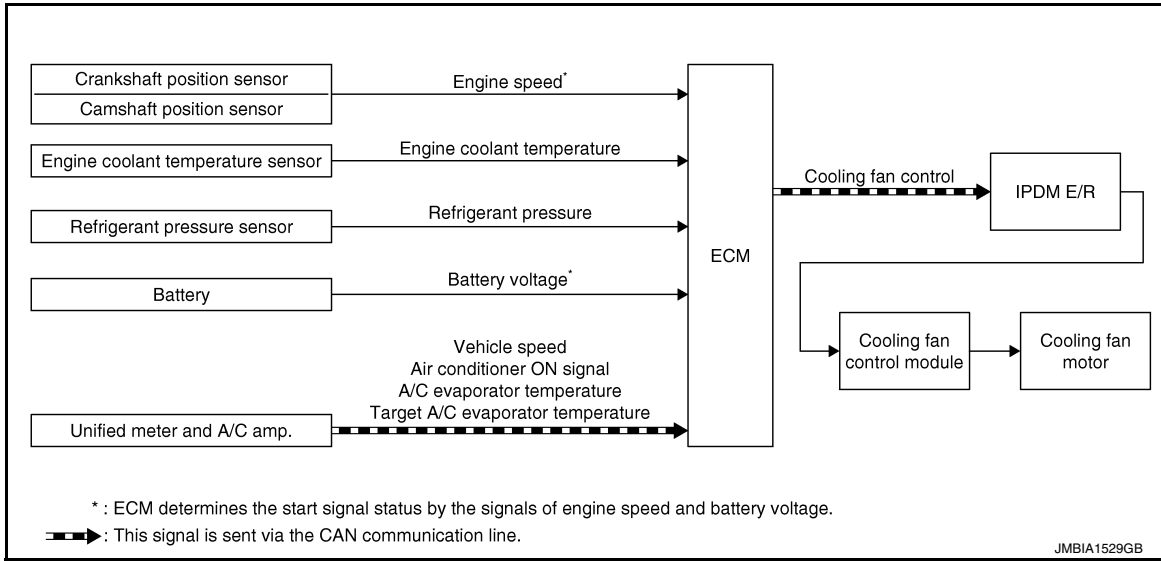 Crankshaft position sensor
Camshaft position sensor
Engine speed*
Engine coolant temperature sensor
Engine coolant temperature
Refrigerant pressure sensor
Refrigerant pressure
Battery
Battery voltage*
Unified meter and A/C amp.
Vehicle speed
Air conditioner ON signal
A/C evaporator temperature
Target A/C evaporator temperature
ECM
Cooling fan control
IPDM E/R
Cooling fan
control module
Cooling fan
motor
* : ECM determines the start signal status by the signals of engine speed and battery voltage.
: This signal is sent via the CAN communication line.
JMBIA1529GB